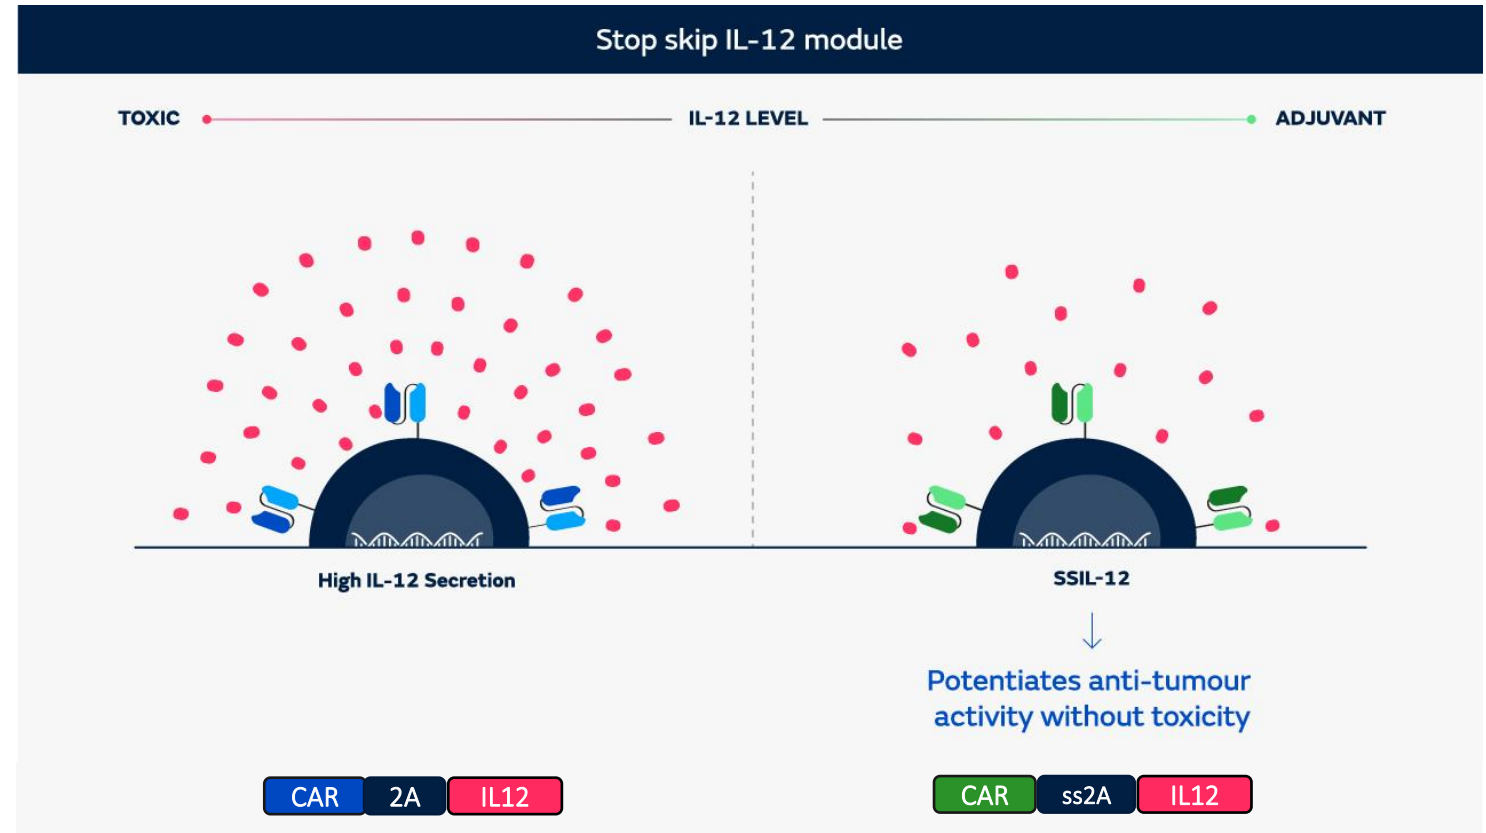 Stop skip IL-12 module
TOXIC IL-12 LEVEL ADJUVANT
High IL-12 Secretion
SSIL-12
Potentiates anti-tumour
activity without toxicity
CAR 2A IL12
CAR ss2A IL12